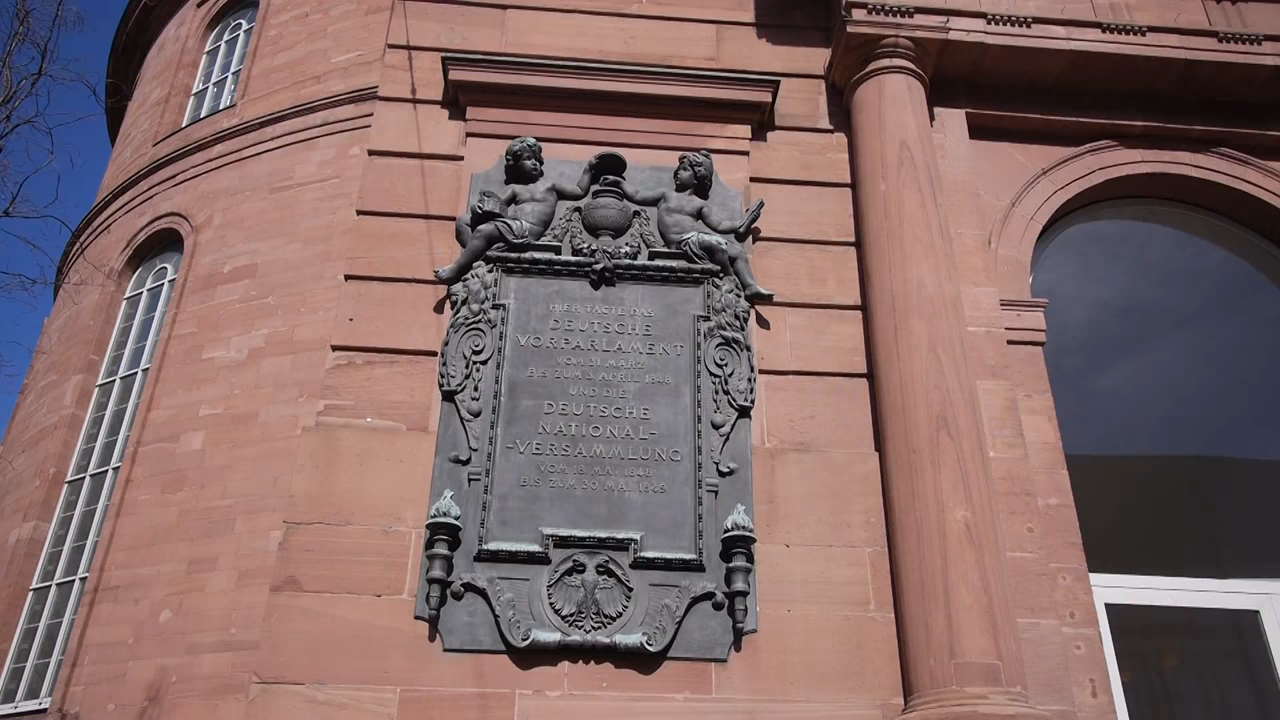 HIER TAGTE DAS
DEUTSCHE
VORPARLAMENT
VOM 31 MÄRZ
BIS ZUM 3. APRIL 1848
UND DIE
DEUTSCHE
NATIONAL-
-VERSAMMLUNG
VOM 18 MAI 1848
BIS ZUM 30 MAI 1849.